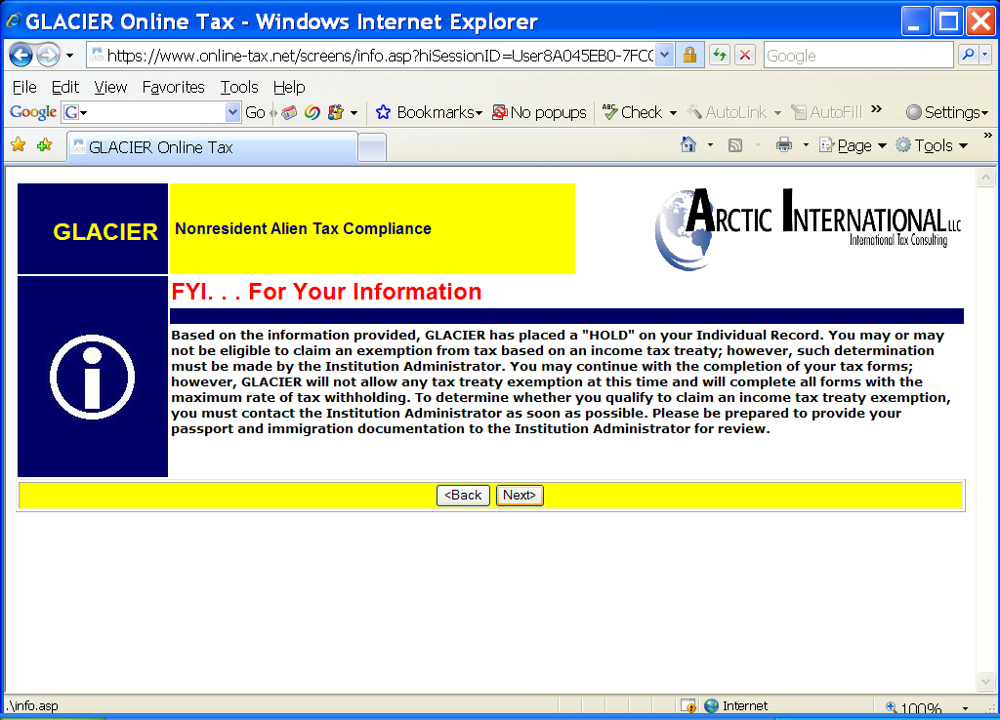 GLACIER Online Tax - Windows Internet Explorer
https://www.online-tax.net/screens/info.asp?hiSessionID=User8A045EB0-7FC
Google
File Edit View Favorites Tools Help
Google G Go Bookmarks No popups ABC Check AutoLink AutoFill » Settings
GLACIER Online Tax Page Tools »
GLACIER
Nonresident Alien Tax Compliance
ARCTIC INTERNATIONAL LLC
International Tax Consulting
FYI. . . For Your Information
Based on the information provided, GLACIER has placed a "HOLD" on your Individual Record. You may or may
not be eligible to claim an exemption from tax based on an income tax treaty; however, such determination
must be made by the Institution Administrator. You may continue with the completion of your tax forms;
however, GLACIER will not allow any tax treaty exemption at this time and will complete all forms with the
maximum rate of tax withholding. To determine whether you qualify to claim an income tax treaty exemption,
you must contact the Institution Administrator as soon as possible. Please be prepared to provide your
passport and immigration documentation to the Institution Administrator for review.
<Back Next>
.\info.asp Internet 100%